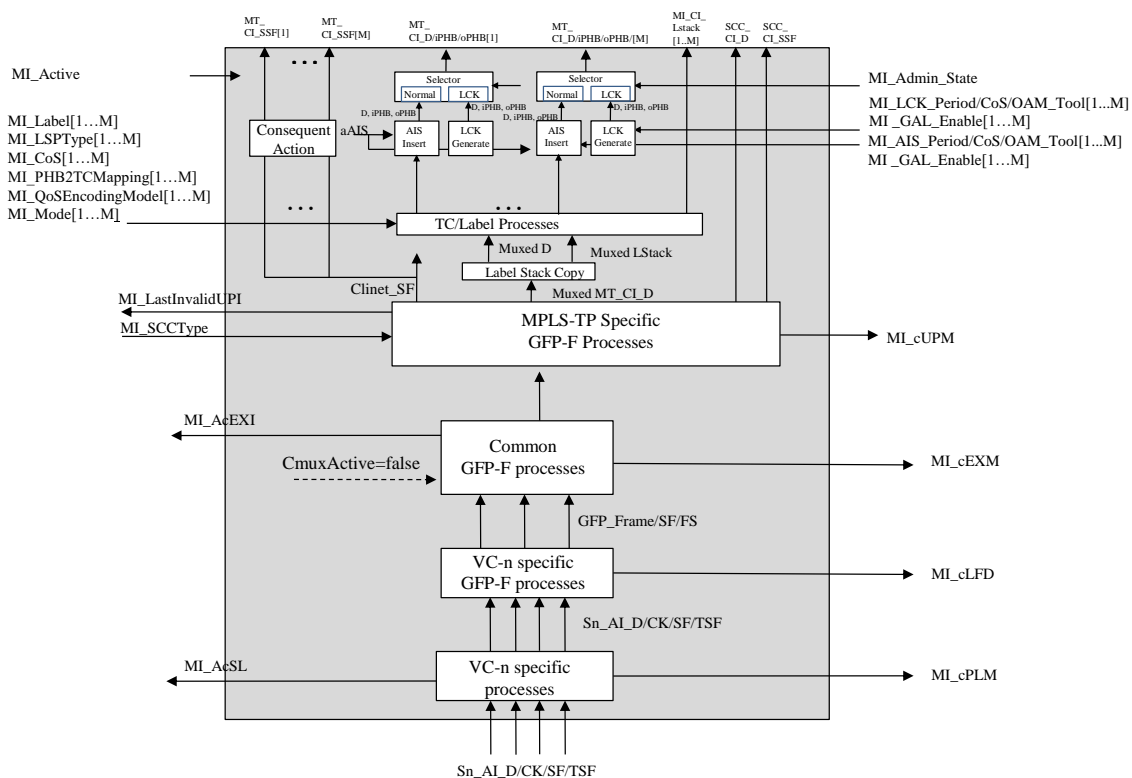 MT_
CI_SSF[1]
MT_
CI_SSF[M]
MT_
CI_D/iPHB/oPHB[1]
MT_
CI_D/iPHB/oPHB/[M]
MI_CI_
Lstack
[1..M]
SCC_
CI_D
SCC_
CI_SSF
MI_Active
• • •
Selector
Normal
LCK
Selector
Normal
LCK
MI_Admin_State
D, iPHB, oPHB
D, iPHB, oPHB
D, iPHB, oPHB
D, iPHB, oPHB
MI_LCK_Period/CoS/OAM_Tool[1...M]
MI _GAL_Enable[1…M]
MI_AIS_Period/CoS/OAM_Tool[1...M]
MI _GAL_Enable[1…M]
MI_Label[1…M]
MI_LSPType[1…M]
MI_CoS[1…M]
MI_PHB2TCMapping[1…M]
MI_QoSEncodingModel[1…M]
MI_Mode[1…M]
Consequent
Action
aAIS
AIS
Insert
LCK
Generate
AIS
Insert
LCK
Generate
• • •
• • •
TC/Label Processes
Muxed D
Muxed LStack
Label Stack Copy
Clinet_SF
Muxed MT_CI_D
MI_LastInvalidUPI
MI_SCCType
MPLS-TP Specific
GFP-F Processes
MI_cUPM
MI_AcEXI
Common
GFP-F processes
CmuxActive=false
MI_cEXM
GFP_Frame/SF/FS
VC-n specific
GFP-F processes
MI_cLFD
Sn_AI_D/CK/SF/TSF
MI_AcSL
VC-n specific
processes
MI_cPLM
Sn_AI_D/CK/SF/TSF